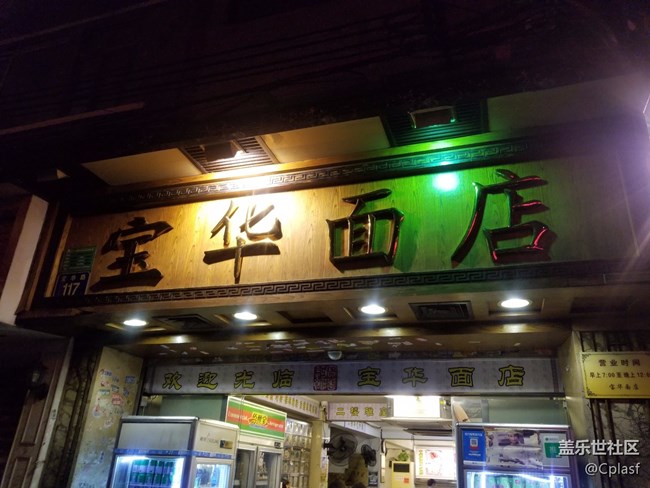 宝华面店
117
欢迎光临 宝华面店
营业时间
宝华面店
盖乐世社区
@Cplasf